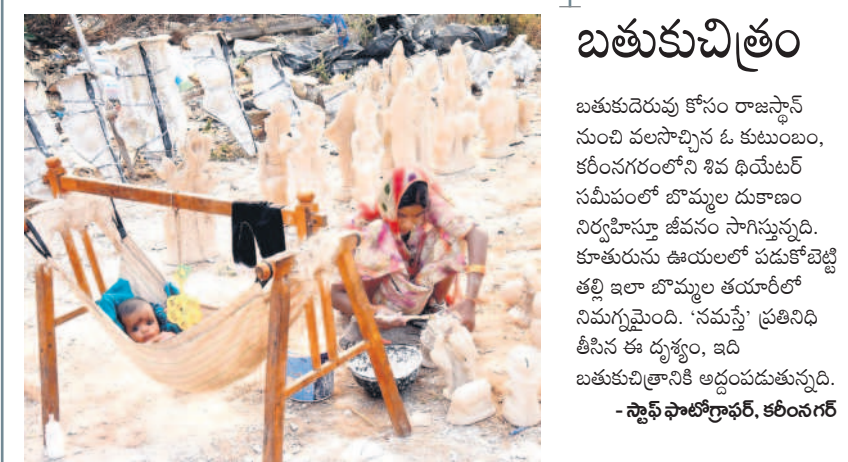 బతుకుచిత్రం
బతుకుదెరువు కోసం రాజస్థాన్
నుంచి వలసొచ్చిన ఓ కుటుంబం,
కరీంనగరంలోని శివ థియేటర్
సమీపంలో బొమ్మల దుకాణం
నిర్వహిస్తూ జీవనం సాగిస్తున్నది.
కూతురును ఊయలలో పడుకోబెట్టి
తల్లి ఇలా బొమ్మల తయారీలో
నిమగ్నమైంది. ‘నమస్తే’ ప్రతినిధి
తీసిన ఈ దృశ్యం, ఇది
బతుకుచిత్రానికి అద్దంపడుతున్నది.
- స్టాఫ్ ఫొటోగ్రాఫర్, కరీంనగర్